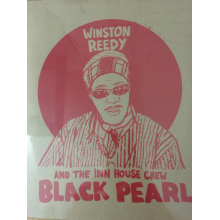 WINSTON
REEDY
AND THE INN HOUSE CREW
BLACK PEARL